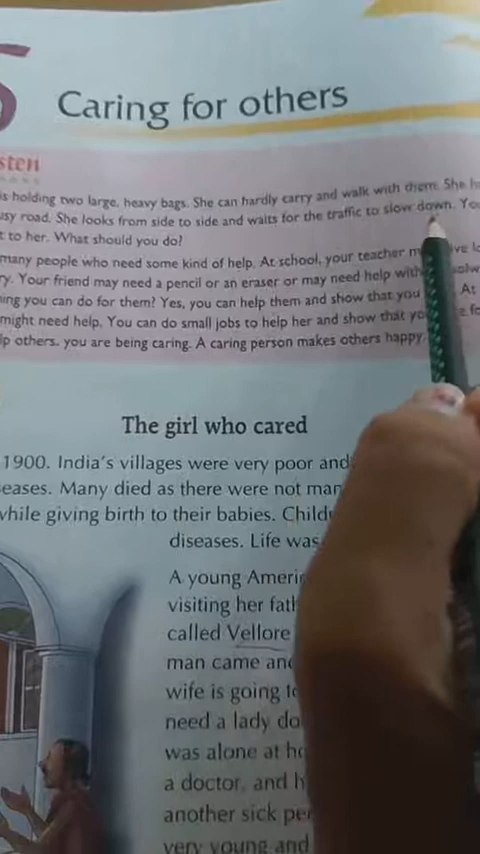 5
Caring for others
sten
is holding two large, heavy bags. She can hardly carry and walk with them. She
usy road. She looks from side to side and waits for the traffic to slow down. Yo
t to her. What should you do?
many people who need some kind of help. At school, your teacher
ry. Your friend may need a pencil or an eraser or may need help with
ing you can do for them? Yes, you can help them and show that you At
might need help. You can do small jobs to help her and show that
lp others, you are being caring. A caring person makes others happy
The girl who cared
1900. India's villages were very poor and
eases. Many died as there were not
while giving birth to their babies.
diseases. Life was
A young
visiting her
called Vellore
man came
wife is going
need a lady
was alone at
a doctor, and
another sick
very young and